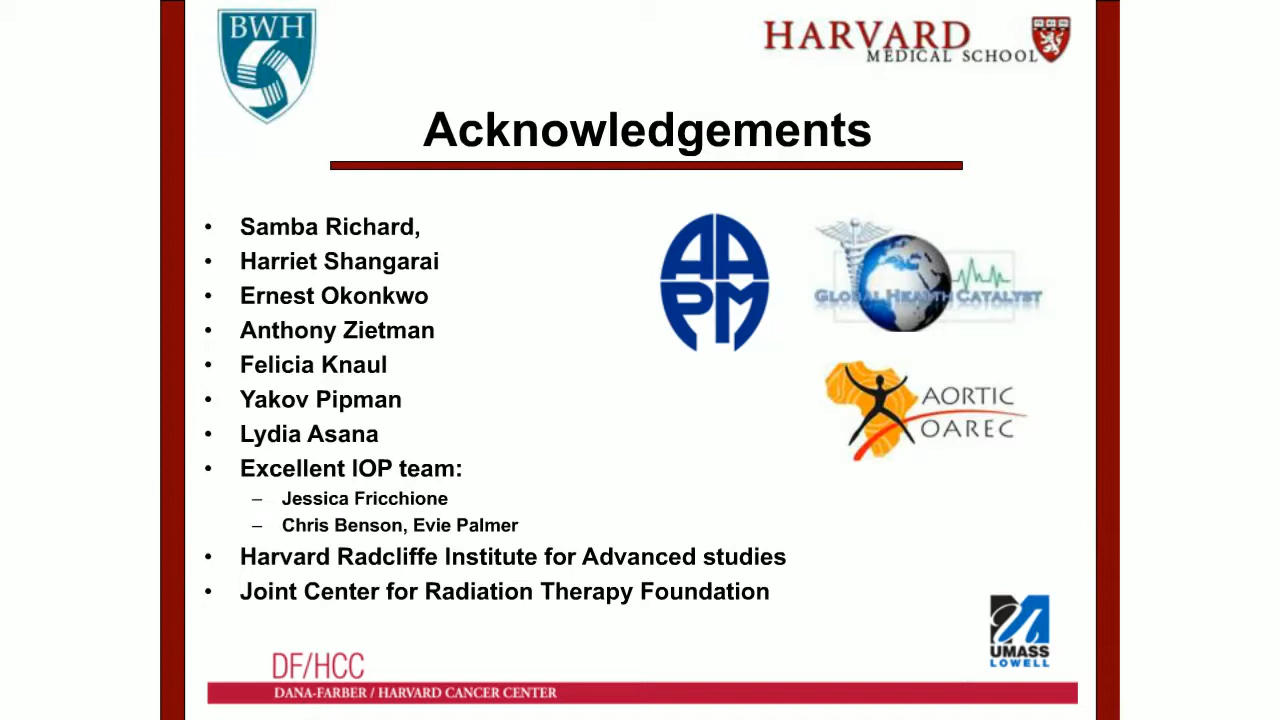 BWH
HARVARD
MEDICAL SCHOOL
Acknowledgements
• Samba Richard,
• Harriet Shangarai
• Ernest Okonkwo
• Anthony Zietman
• Felicia Knaul
• Yakov Pipman
• Lydia Asana
• Excellent IOP team:
– Jessica Fricchione
– Chris Benson, Evie Palmer
• Harvard Radcliffe Institute for Advanced studies
• Joint Center for Radiation Therapy Foundation
AA
PM
GLOBAL HEALTH CATALYST
AORTIC
OAREC
UMASS
LOWELL
DF/HCC
DANA-FARBER / HARVARD CANCER CENTER